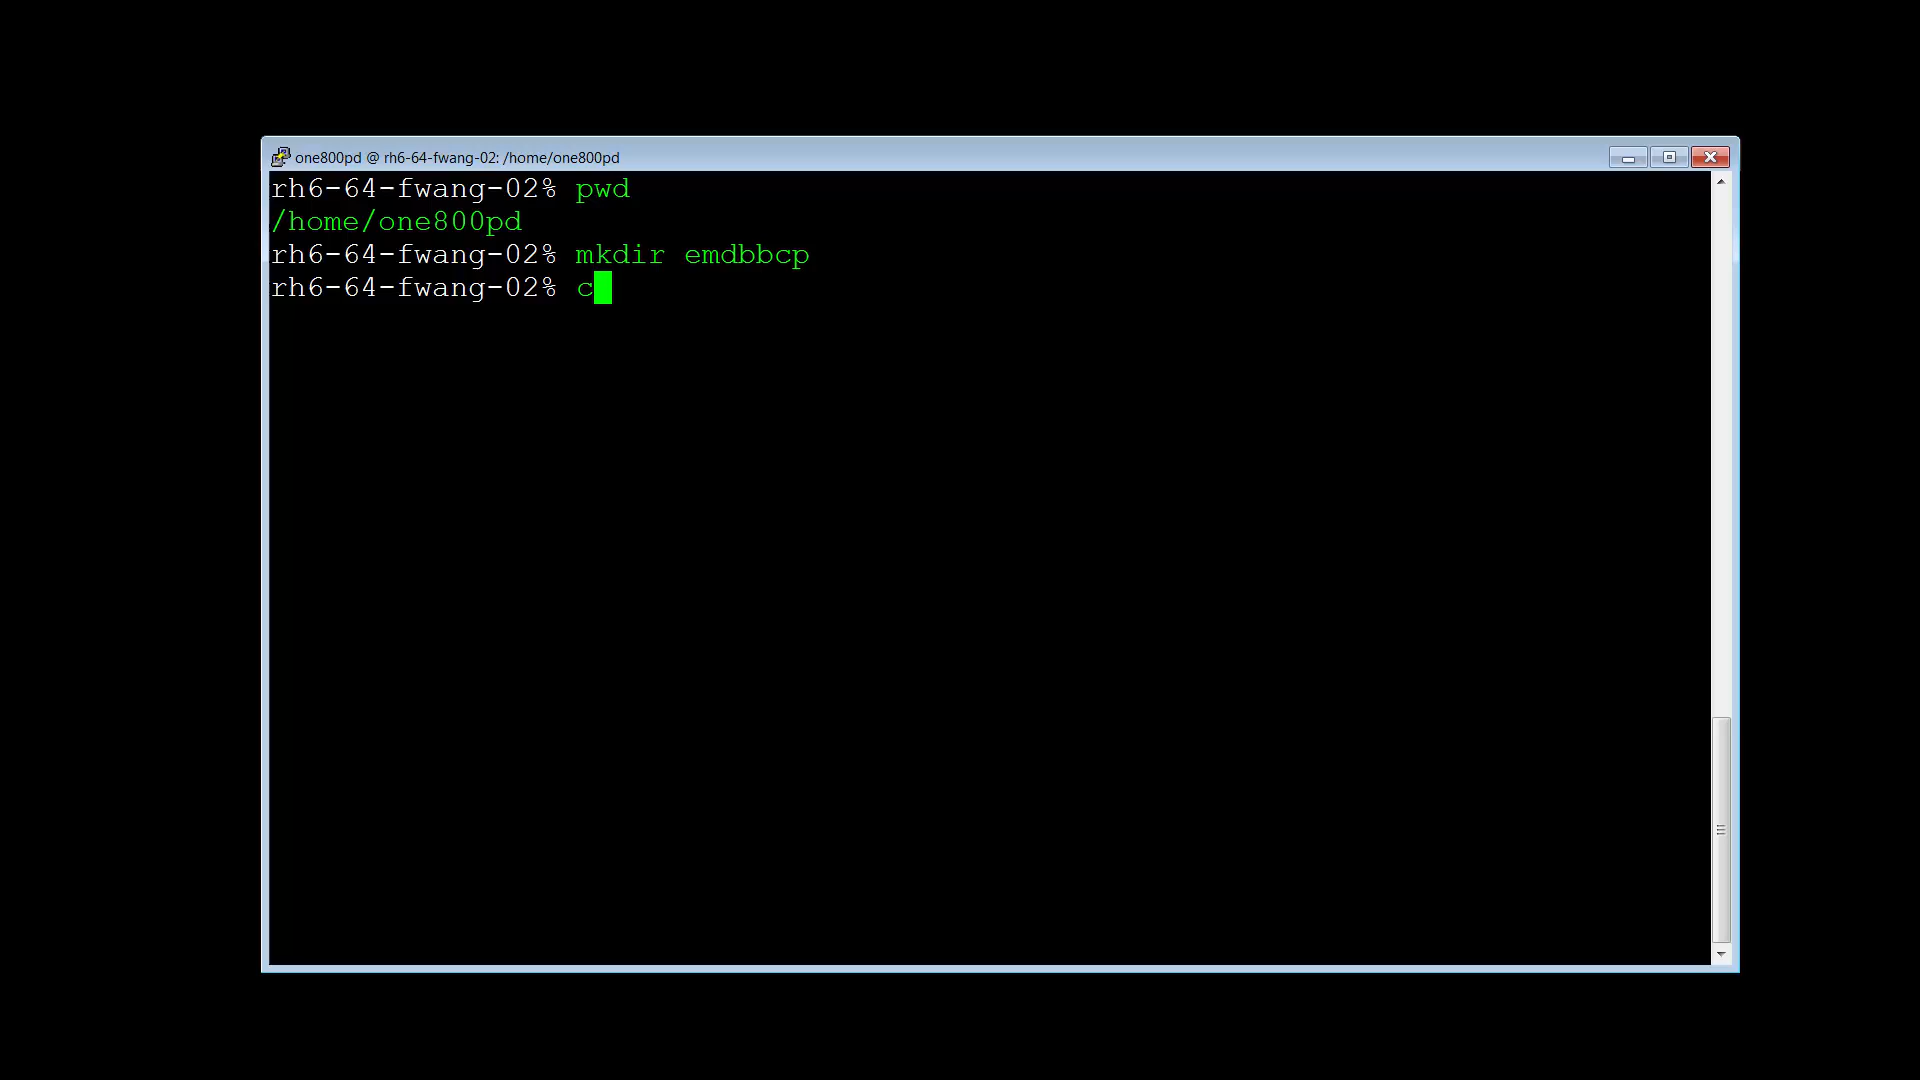 one800pd @ rh6-64-fwang-02: /home/one800pd
rh6-64-fwang-02% pwd
/home/one800pd
rh6-64-fwang-02% mkdir emdbbcp
rh6-64-fwang-02% c